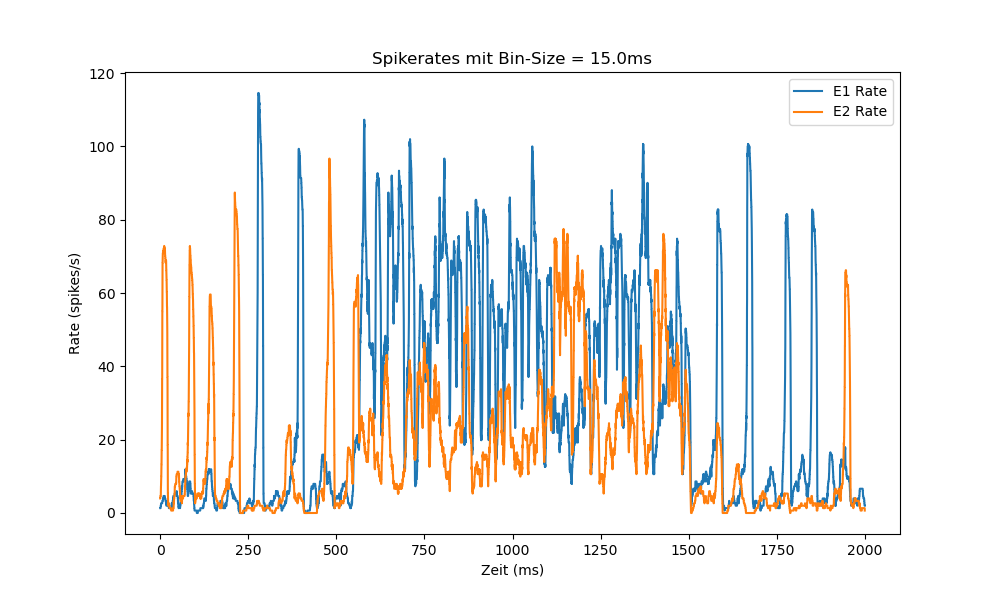 Spikerates mit Bin-Size = 15.0ms
120
100
80
60
40
20
0
Rate (spikes/s)
E1 Rate
E2 Rate
0 250 500 750 1000 1250 1500 1750 2000
Zeit (ms)